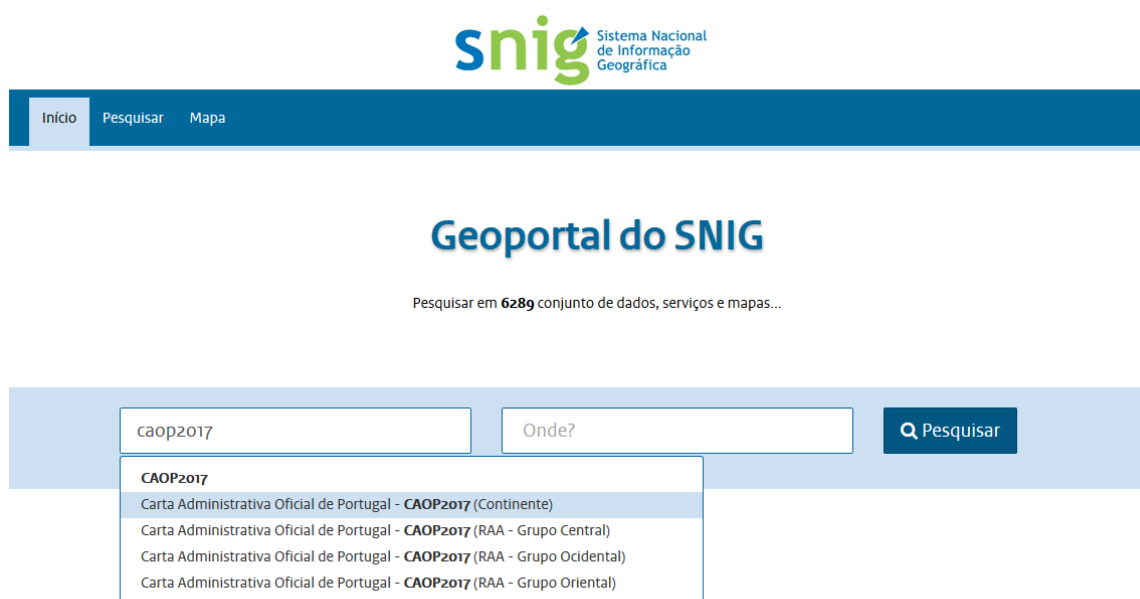 snig Sistema Nacional
de Informação
Geográfica
Início Pesquisar Mapa
Geoportal do SNIG
Pesquisar em 6289 conjunto de dados, serviços e mapas...
caop2017 Onde? Pesquisar
CAOP2017
Carta Administrativa Oficial de Portugal - CAOP2017 (Continente)
Carta Administrativa Oficial de Portugal - CAOP2017 (RAA - Grupo Central)
Carta Administrativa Oficial de Portugal - CAOP2017 (RAA - Grupo Ocidental)
Carta Administrativa Oficial de Portugal - CAOP2017 (RAA - Grupo Oriental)